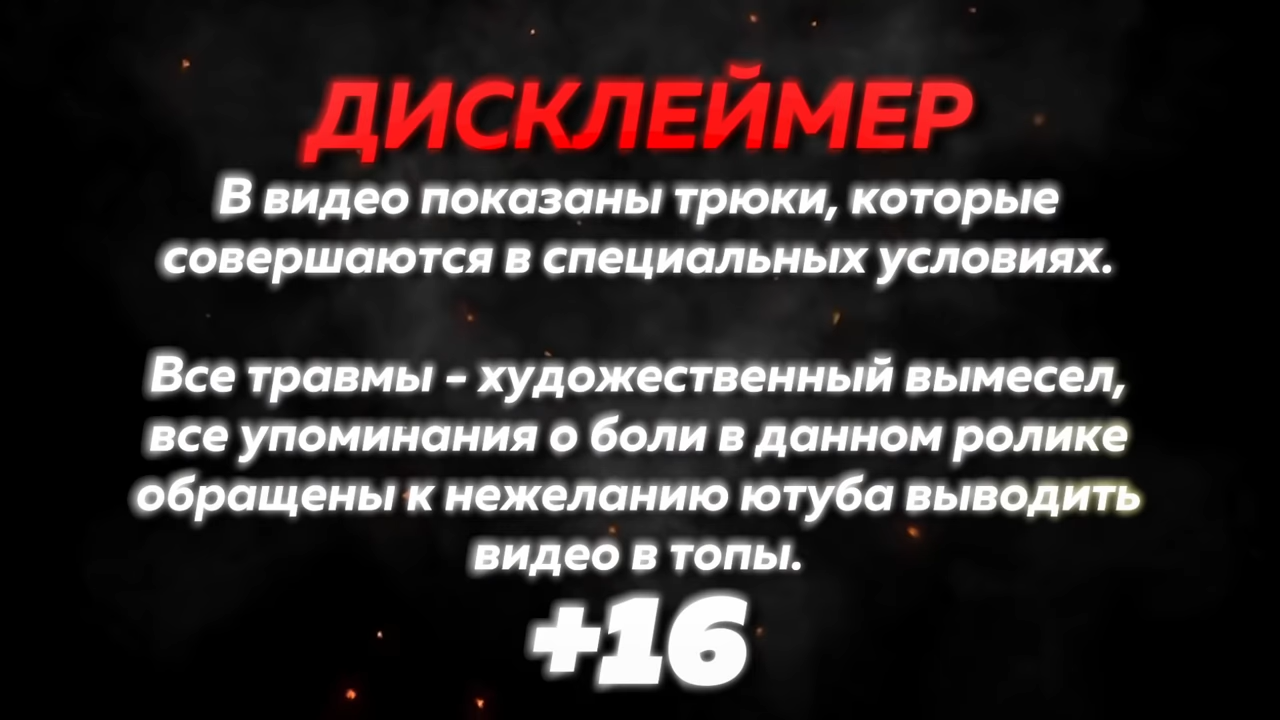 ДИСКЛЕЙМЕР
В видео показаны трюки, которые
совершаются в специальных условиях.
Все травмы - художественный вымесел,
все упоминания о боли в данном ролике
обращены к нежеланию ютуба выводить
видео в топы.
+16